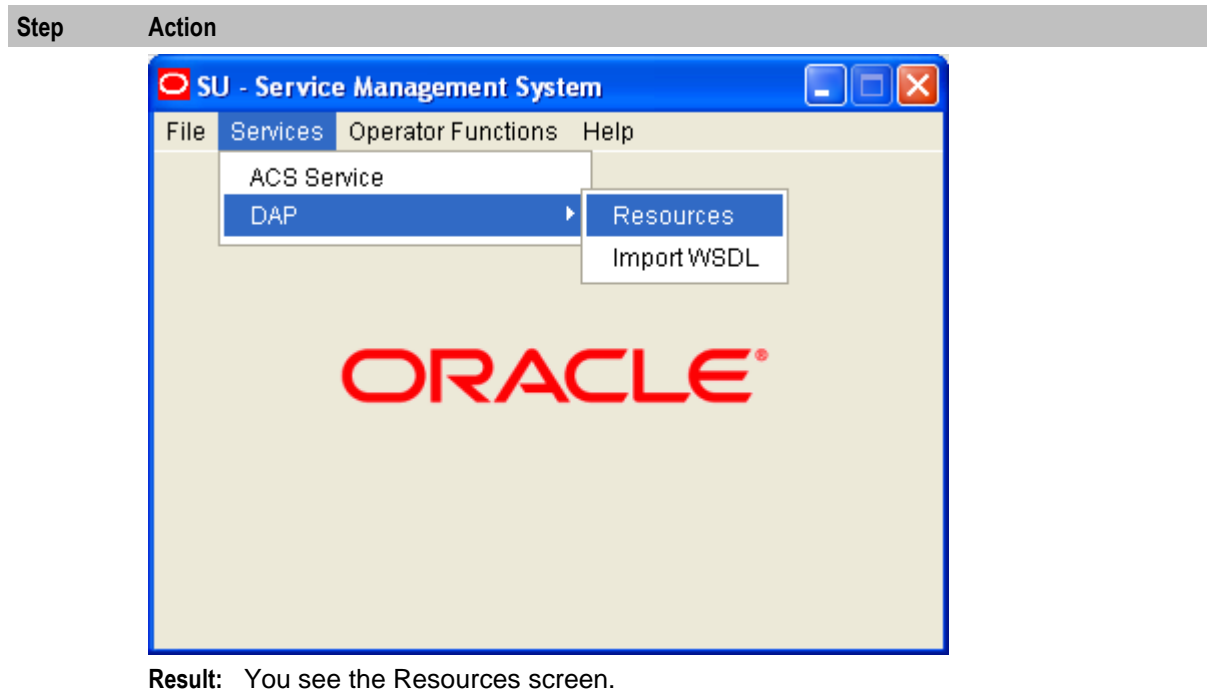 Step Action
SU - Service Management System
File Services Operator Functions Help
ACS Service
DAP Resources
Import WSDL
ORACLE®
Result: You see the Resources screen.